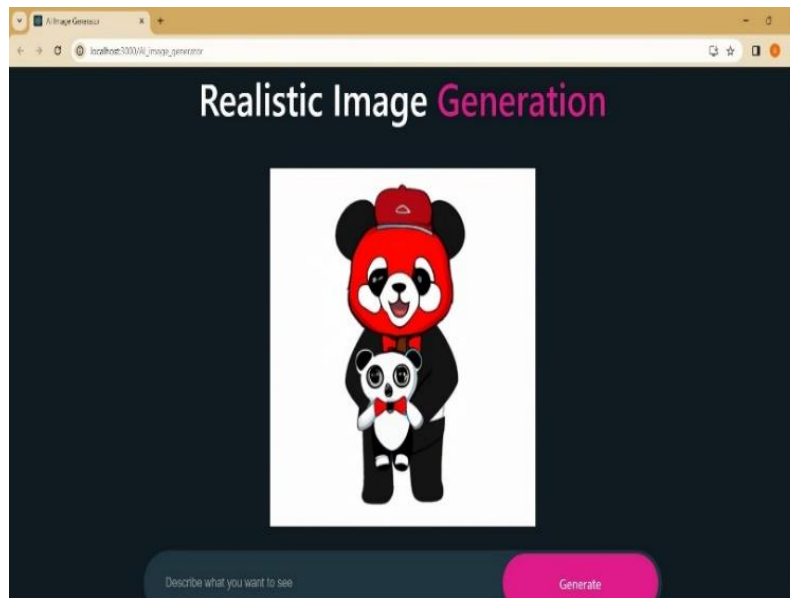 AI Image Generator
localhost:3000/AI_image_generator
Realistic Image Generation
Describe what you want to see
Generate